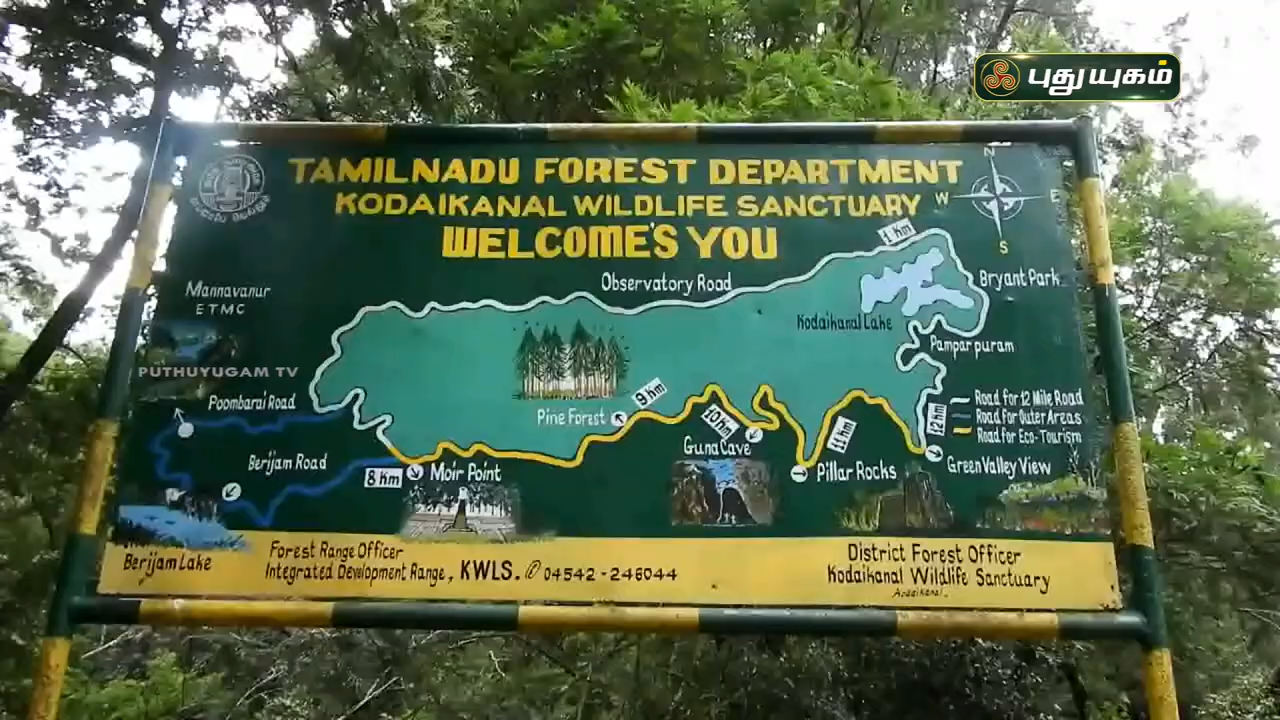 புதுயுகம்
TAMILNADU FOREST DEPARTMENT
KODAIKANAL WILDLIFE SANCTUARY
WELCOME'S YOU
N
W E
S
1 Km
Observatory Road
Bryant Park
Mannavanur
ETMC
Kodaikanal Lake
Pamparpuram
PUTHUYUGAM TV
Poombarai Road
9 Km
Pine Forest
10 Km
11 Km
12 Km
Road for 12 Mile Road
Road for Outer Areas
Road for Eco-Tourism
Guna Cave
Berijam Road
8 Km
Moir Point
Pillar Rocks
Green Valley View
Berijam Lake
Forest Range Officer
Integrated Development Range, KWLS. ✆ 04542-246044
District Forest Officer
Kodaikanal Wildlife Sanctuary